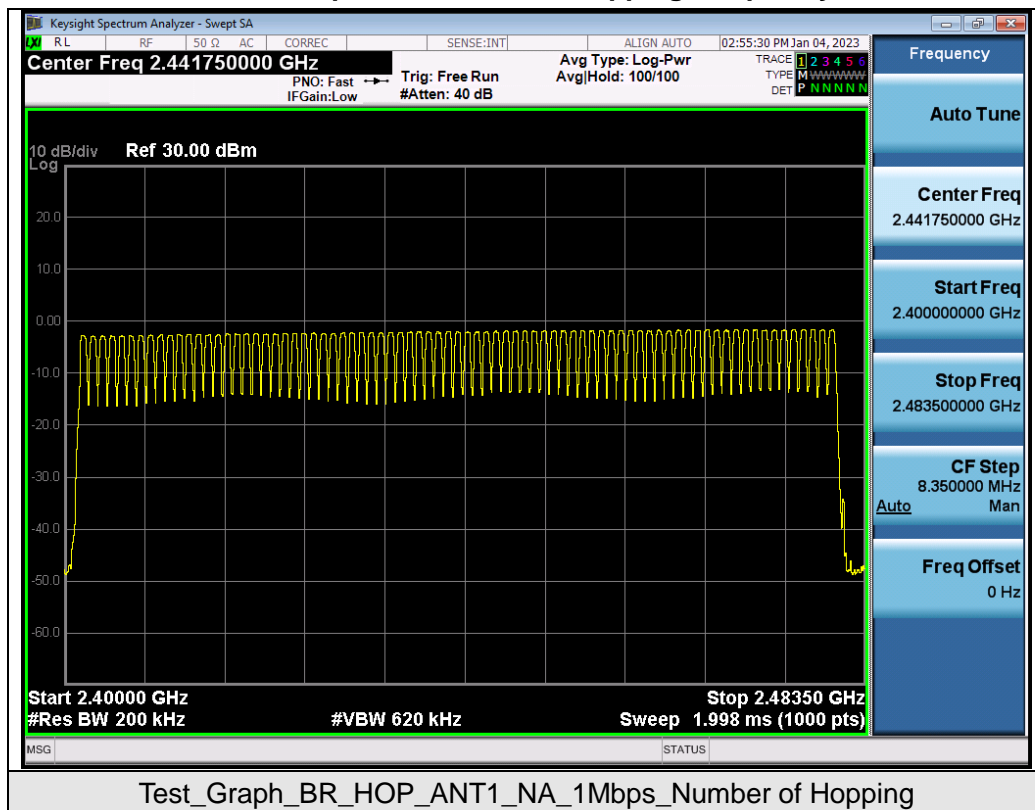 Keysight Spectrum Analyzer - Swept SA
LXI RL RF 50 Ω AC CORREC SENSE:INT ALIGN AUTO 02:55:30 PM Jan 04, 2023
Center Freq 2.441750000 GHz
PNO: Fast
IFGain:Low
Trig: Free Run
#Atten: 40 dB
Avg Type: Log-Pwr
Avg|Hold: 100/100
TRACE 1 2 3 4 5 6
TYPE M WWWWW
DET P N N N N N
10 dB/div Ref 30.00 dBm
Log
20.0
10.0
0.00
-10.0
-20.0
-30.0
-40.0
-50.0
-60.0
Start 2.40000 GHz Stop 2.48350 GHz
#Res BW 200 kHz #VBW 620 kHz Sweep 1.998 ms (1000 pts)
MSG STATUS
Frequency
Auto Tune
Center Freq
2.441750000 GHz
Start Freq
2.400000000 GHz
Stop Freq
2.483500000 GHz
CF Step
8.350000 MHz
Auto Man
Freq Offset
0 Hz
Test_Graph_BR_HOP_ANT1_NA_1Mbps_Number of Hopping